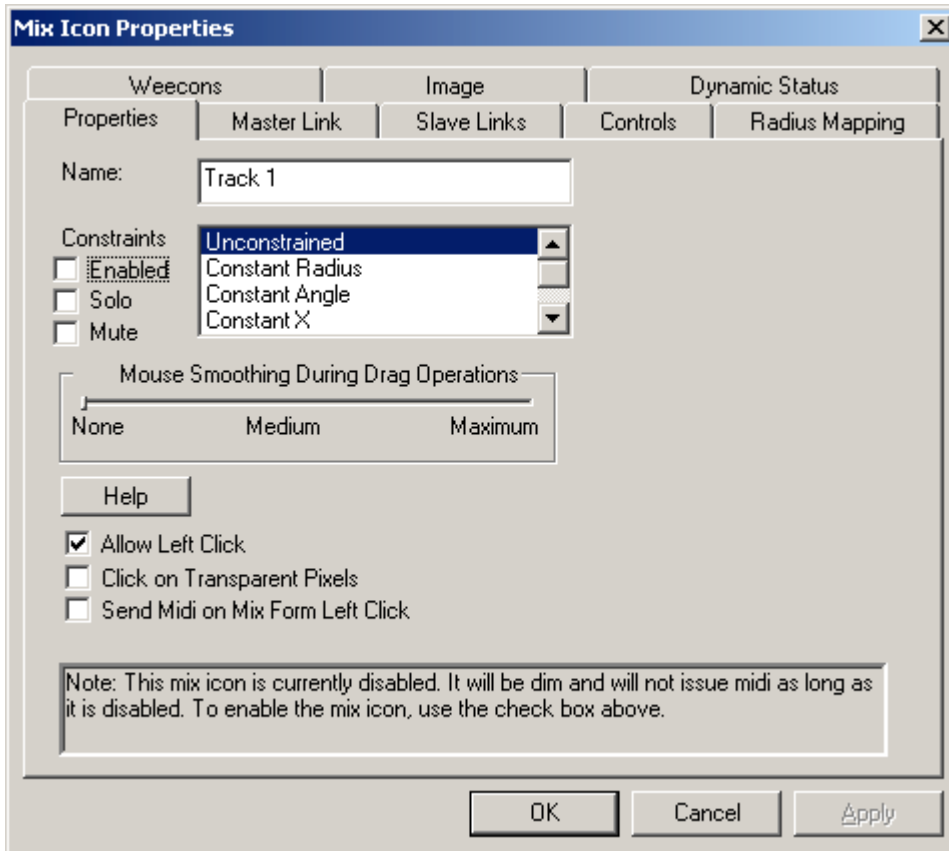 Mix Icon Properties
Weecons Image Dynamic Status
Properties Master Link Slave Links Controls Radius Mapping
Name: Track 1
Constraints
Enabled
Solo
Mute
Unconstrained
Constant Radius
Constant Angle
Constant X
Mouse Smoothing During Drag Operations
None Medium Maximum
Help
Allow Left Click
Click on Transparent Pixels
Send Midi on Mix Form Left Click
Note: This mix icon is currently disabled. It will be dim and will not issue midi as long as
it is disabled. To enable the mix icon, use the check box above.
OK Cancel Apply